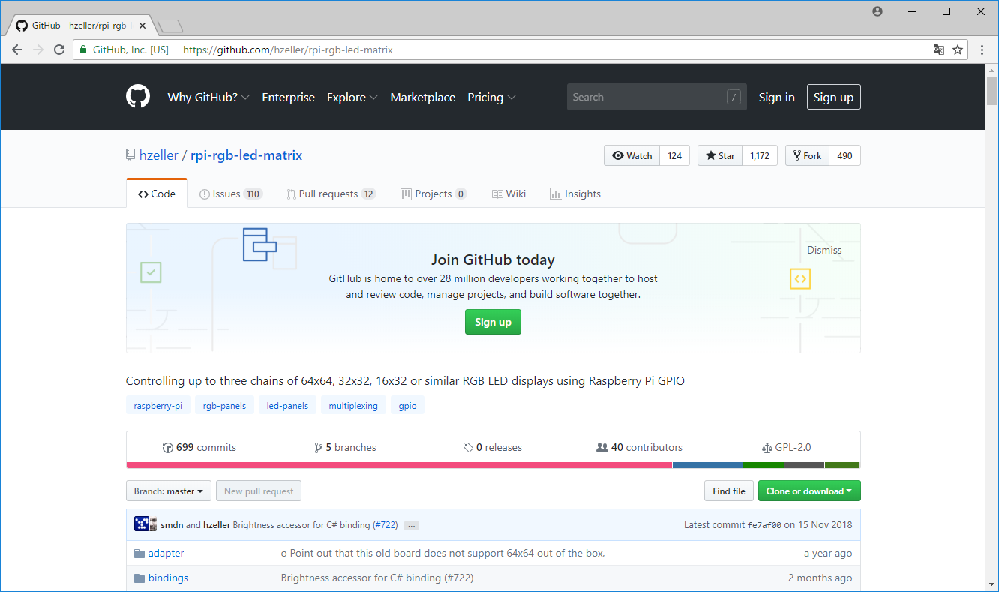 GitHub - hzeller/rpi-rgb-
GitHub, Inc. [US] https://github.com/hzeller/rpi-rgb-led-matrix
Why GitHub? Enterprise Explore Marketplace Pricing Search / Sign in Sign up
hzeller / rpi-rgb-led-matrix Watch 124 Star 1,172 Fork 490
Code Issues 110 Pull requests 12 Projects 0 Wiki Insights
Dismiss
Join GitHub today
GitHub is home to over 28 million developers working together to host
and review code, manage projects, and build software together.
Sign up
Controlling up to three chains of 64x64, 32x32, 16x32 or similar RGB LED displays using Raspberry Pi GPIO
raspberry-pi rgb-panels led-panels multiplexing gpio
699 commits 5 branches 0 releases 40 contributors GPL-2.0
Branch: master New pull request Find file Clone or download
smdn and hzeller Brightness accessor for C# binding (#722) ... Latest commit fe7af00 on 15 Nov 2018
adapter o Point out that this old board does not support 64x64 out of the box, a year ago
bindings Brightness accessor for C# binding (#722) 2 months ago